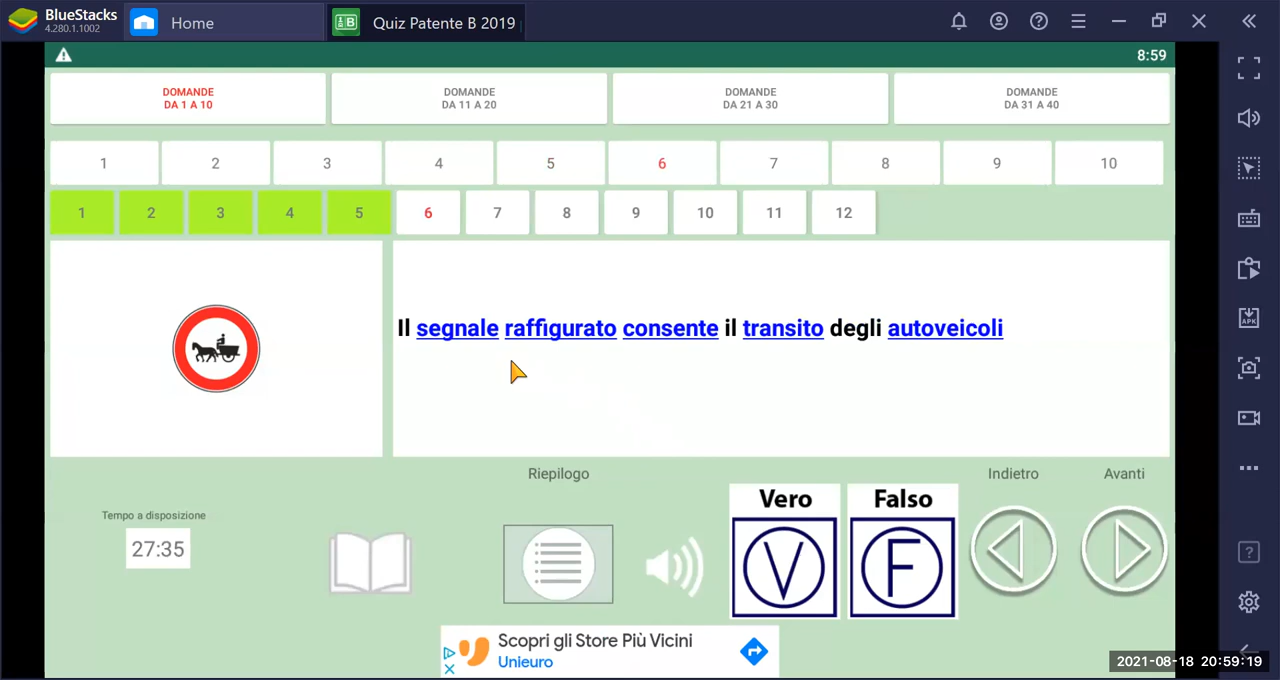 BlueStacks
4.280.1.1002
Home
Quiz Patente B 2019
8:59
DOMANDE
DA 1 A 10
DOMANDE
DA 11 A 20
DOMANDE
DA 21 A 30
DOMANDE
DA 31 A 40
1 2 3 4 5 6 7 8 9 10
1 2 3 4 5 6 7 8 9 10 11 12
Il segnale raffigurato consente il transito degli autoveicoli
Riepilogo
Indietro
Avanti
Tempo a disposizione
27:35
Vero
V
Falso
F
Scopri gli Store Più Vicini
Unieuro
APK
2021-08-18 20:59:19